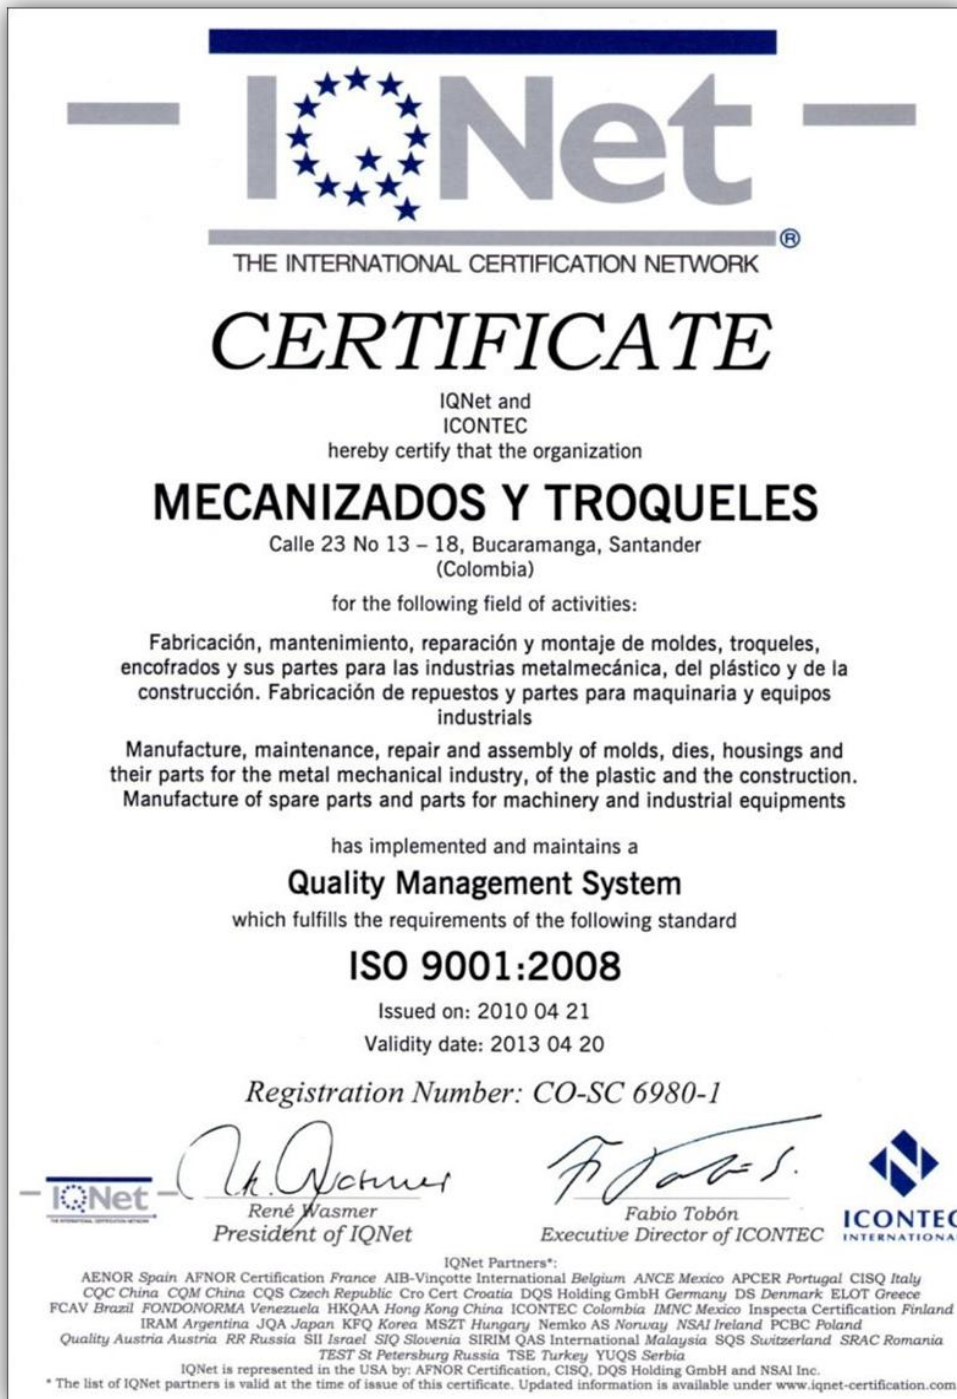 IQNet
®
THE INTERNATIONAL CERTIFICATION NETWORK
CERTIFICATE
IQNet and
ICONTEC
hereby certify that the organization
MECANIZADOS Y TROQUELES
Calle 23 No 13 – 18, Bucaramanga, Santander
(Colombia)
for the following field of activities:
Fabricación, mantenimiento, reparación y montaje de moldes, troqueles,
encofrados y sus partes para las industrias metalmecánica, del plástico y de la
construcción. Fabricación de repuestos y partes para maquinaria y equipos
industrials
Manufacture, maintenance, repair and assembly of molds, dies, housings and
their parts for the metal mechanical industry, of the plastic and the construction.
Manufacture of spare parts and parts for machinery and industrial equipments
has implemented and maintains a
Quality Management System
which fulfills the requirements of the following standard
ISO 9001:2008
Issued on: 2010 04 21
Validity date: 2013 04 20
Registration Number: CO-SC 6980-1
IQNet
THE INTERNATIONAL CERTIFICATION NETWORK
René Wasmer
President of IQNet
Fabio Tobón
Executive Director of ICONTEC
ICONTEC
INTERNATIONAL
IQNet Partners*:
AENOR Spain AFNOR Certification France AIB-Vinçotte International Belgium ANCE Mexico APCER Portugal CISQ Italy
CQC China CQM China CQS Czech Republic Cro Cert Croatia DQS Holding GmbH Germany DS Denmark ELOT Greece
FCAV Brazil FONDONORMA Venezuela HKQAA Hong Kong China ICONTEC Colombia IMNC Mexico Inspecta Certification Finland
IRAM Argentina JQA Japan KFQ Korea MSZT Hungary Nemko AS Norway NSAI Ireland PCBC Poland
Quality Austria Austria RR Russia SII Israel SIQ Slovenia SIRIM QAS International Malaysia SQS Switzerland SRAC Romania
TEST St Petersburg Russia TSE Turkey YUQS Serbia
IQNet is represented in the USA by: AFNOR Certification, CISQ, DQS Holding GmbH and NSAI Inc.
* The list of IQNet partners is valid at the time of issue of this certificate. Updated information is available under www.iqnet-certification.com